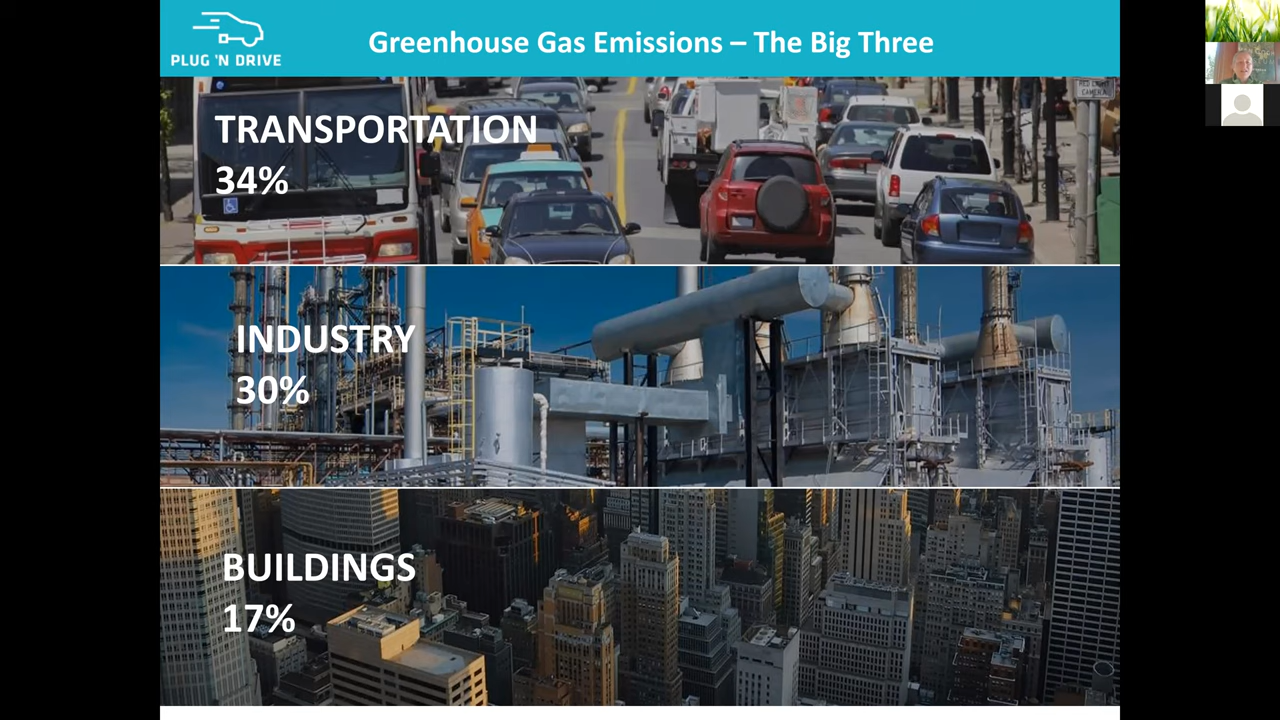 PLUG 'N DRIVE
Greenhouse Gas Emissions – The Big Three
TRANSPORTATION
34%
INDUSTRY
30%
BUILDINGS
17%